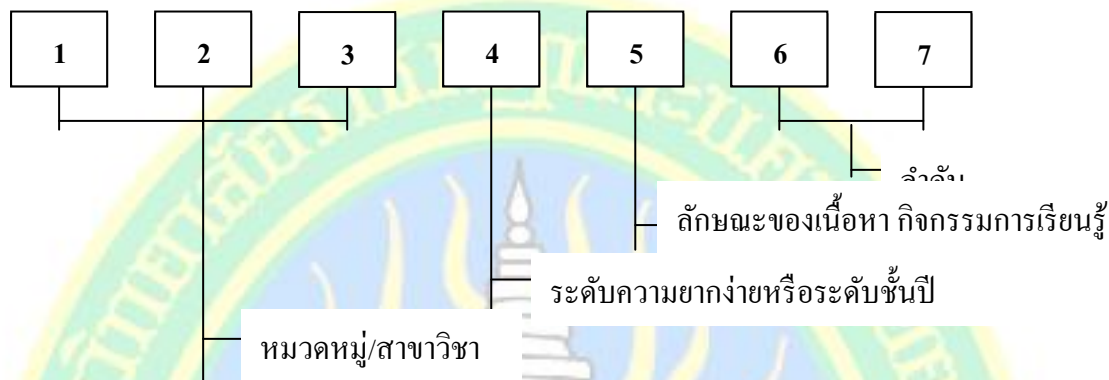 1 2 3 4 5 6 7
ลักษณะของเนื้อหา กิจกรรมการเรียนรู้
ระดับความยากง่ายหรือระดับชั้นปี
หมวดหมู่/สาขาวิชา